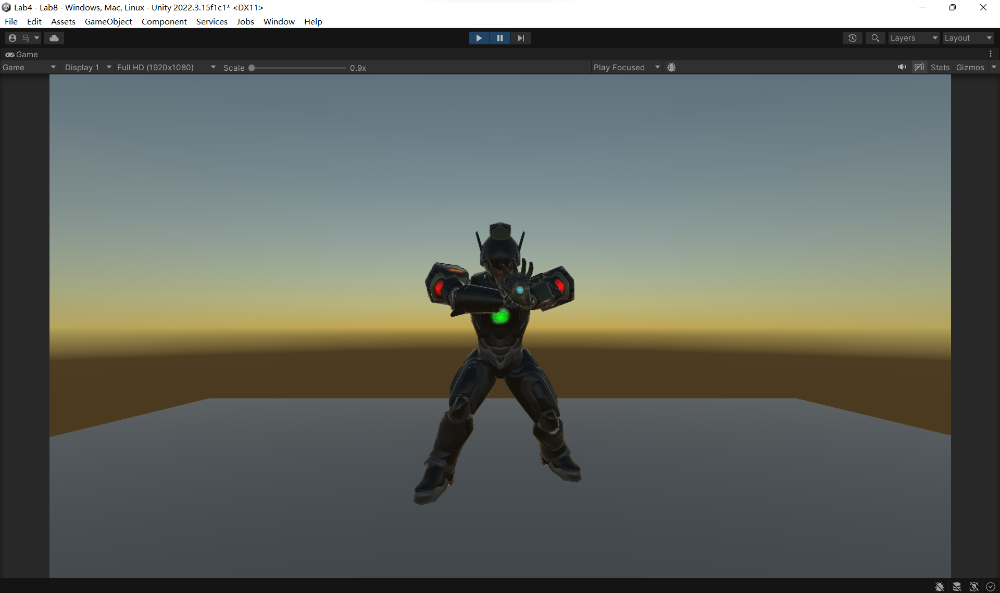 Lab4 - Lab8 - Windows, Mac, Linux - Unity 2022.3.15f1c1* <DX11>
File Edit Assets GameObject Component Services Jobs Window Help
马 Layers Layout
Game
Game Display 1 Full HD (1920x1080) Scale 0.9x Play Focused Stats Gizmos